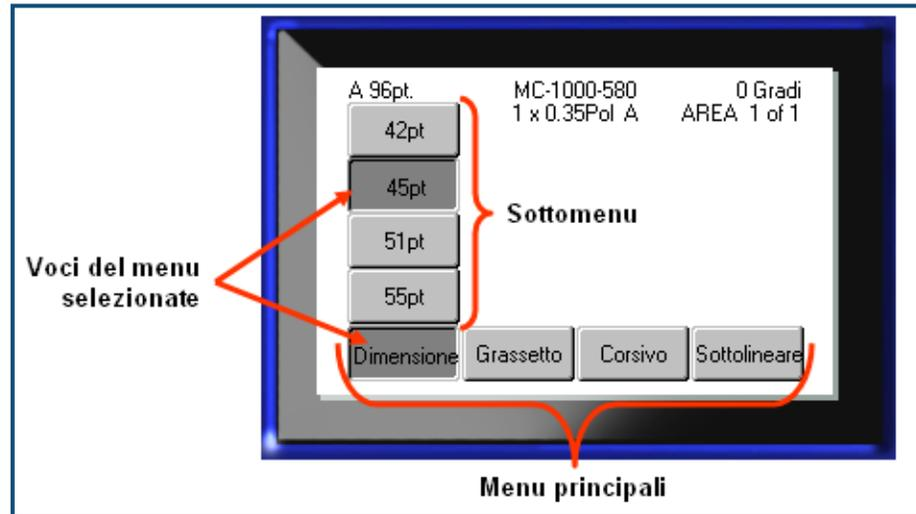 A 96pt. MC-1000-580 0 Gradi
1 x 0.35Pol A AREA 1 of 1
42pt
45pt
51pt
55pt
Sottomenu
Voci del menu
selezionate
Dimensione Grassetto Corsivo Sottolineare
Menu principali